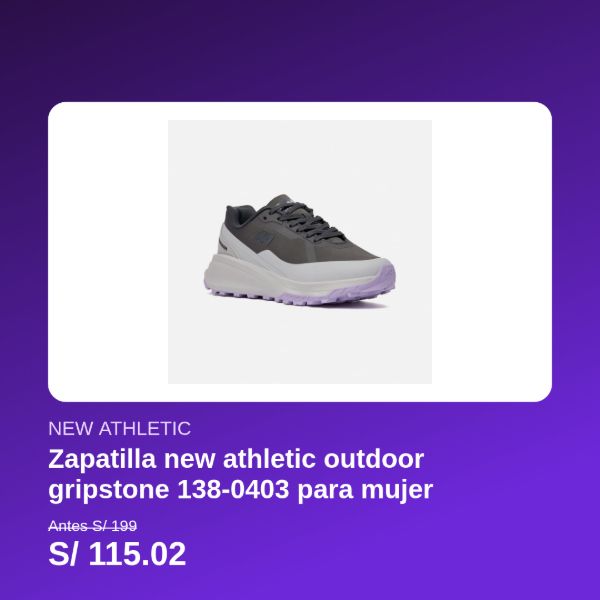 NEW ATHLETIC
Zapatilla new athletic outdoor
gripstone 138-0403 para mujer
Antes S/ 199
S/ 115.02